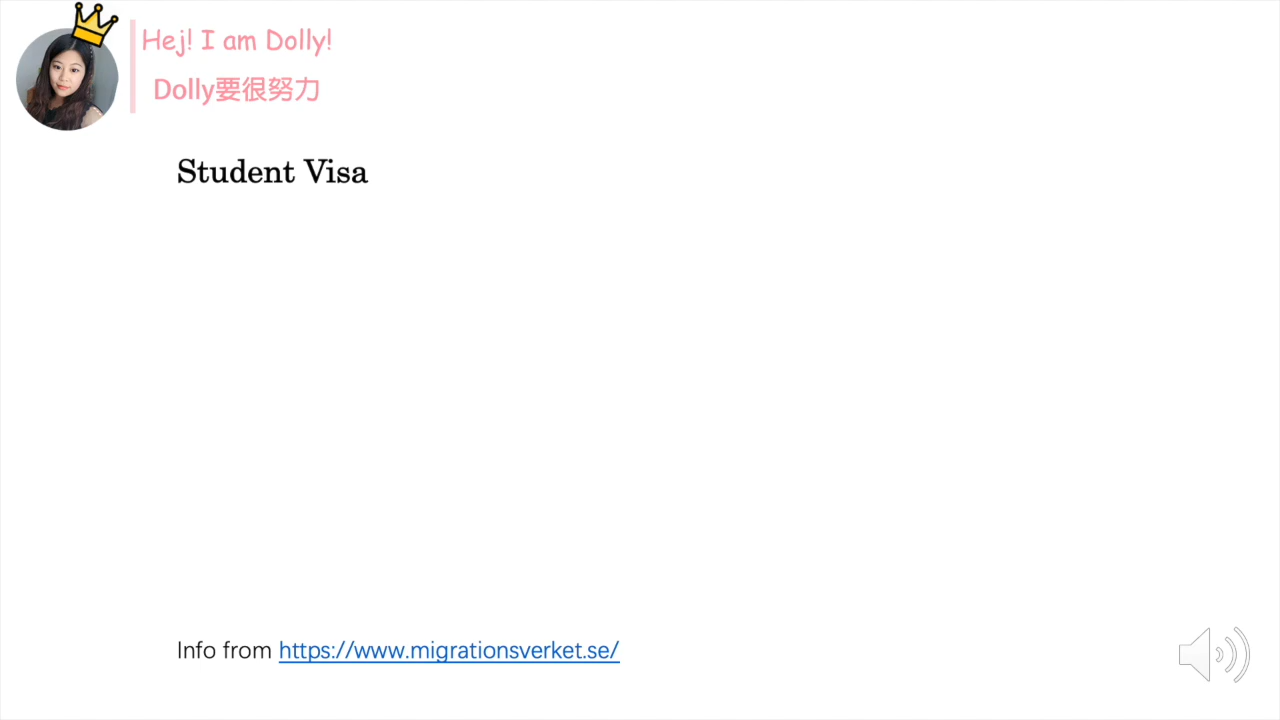 Hej! I am Dolly!
Dolly要很努力
Student Visa
Info from https://www.migrationsverket.se/